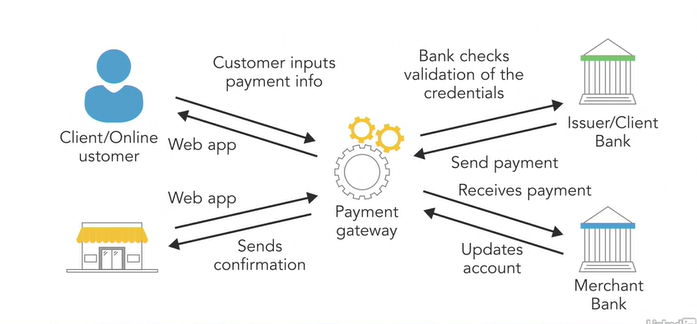 Customer inputs
payment info
Bank checks
validation of the
credentials
Client/Online
ustomer
Web app
Issuer/Client
Bank
Send payment
Web app
Receives payment
Payment
gateway
Sends
confirmation
Updates
account
Merchant
Bank